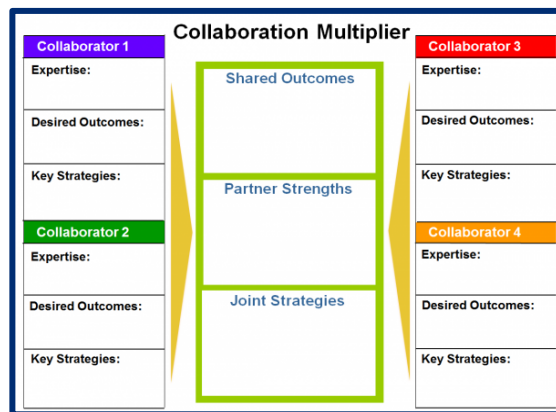 Collaboration Multiplier
Collaborator 1
Expertise:
Desired Outcomes:
Key Strategies:
Collaborator 2
Expertise:
Desired Outcomes:
Key Strategies:
Shared Outcomes
Partner Strengths
Joint Strategies
Collaborator 3
Expertise:
Desired Outcomes:
Key Strategies:
Collaborator 4
Expertise:
Desired Outcomes:
Key Strategies: